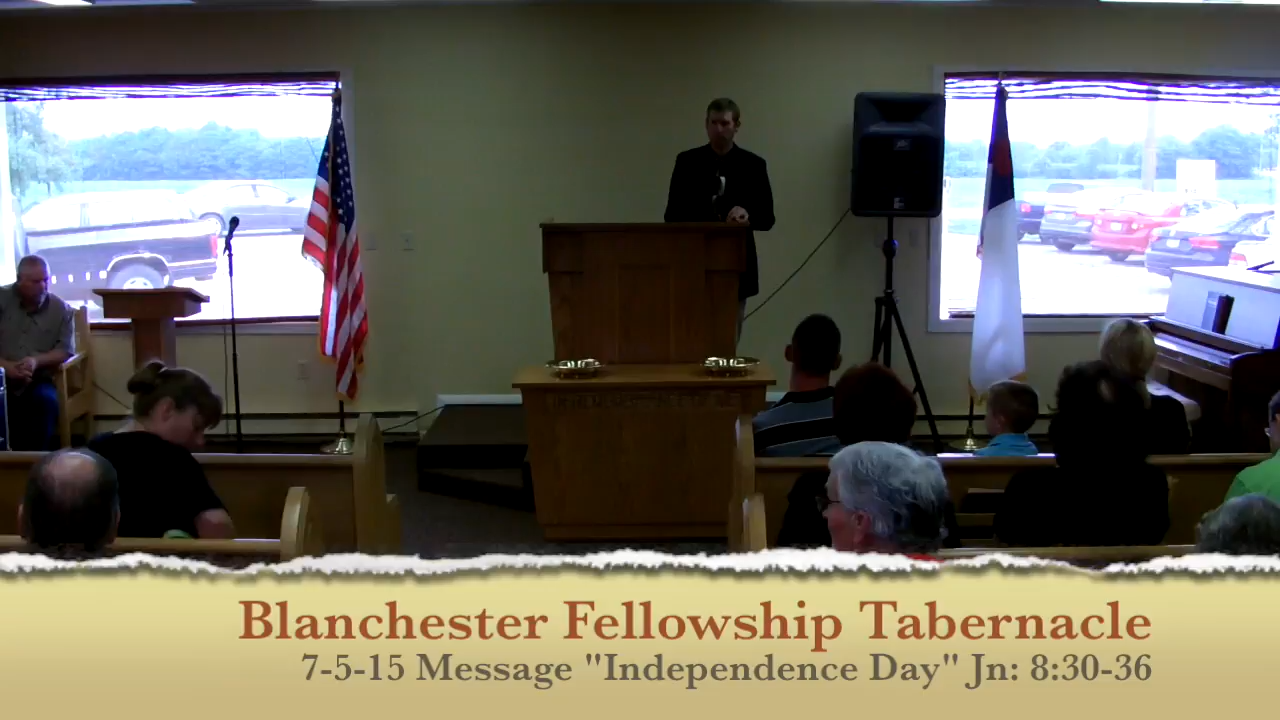 Blanchester Fellowship Tabernacle
7-5-15 Message "Independence Day" Jn: 8:30-36